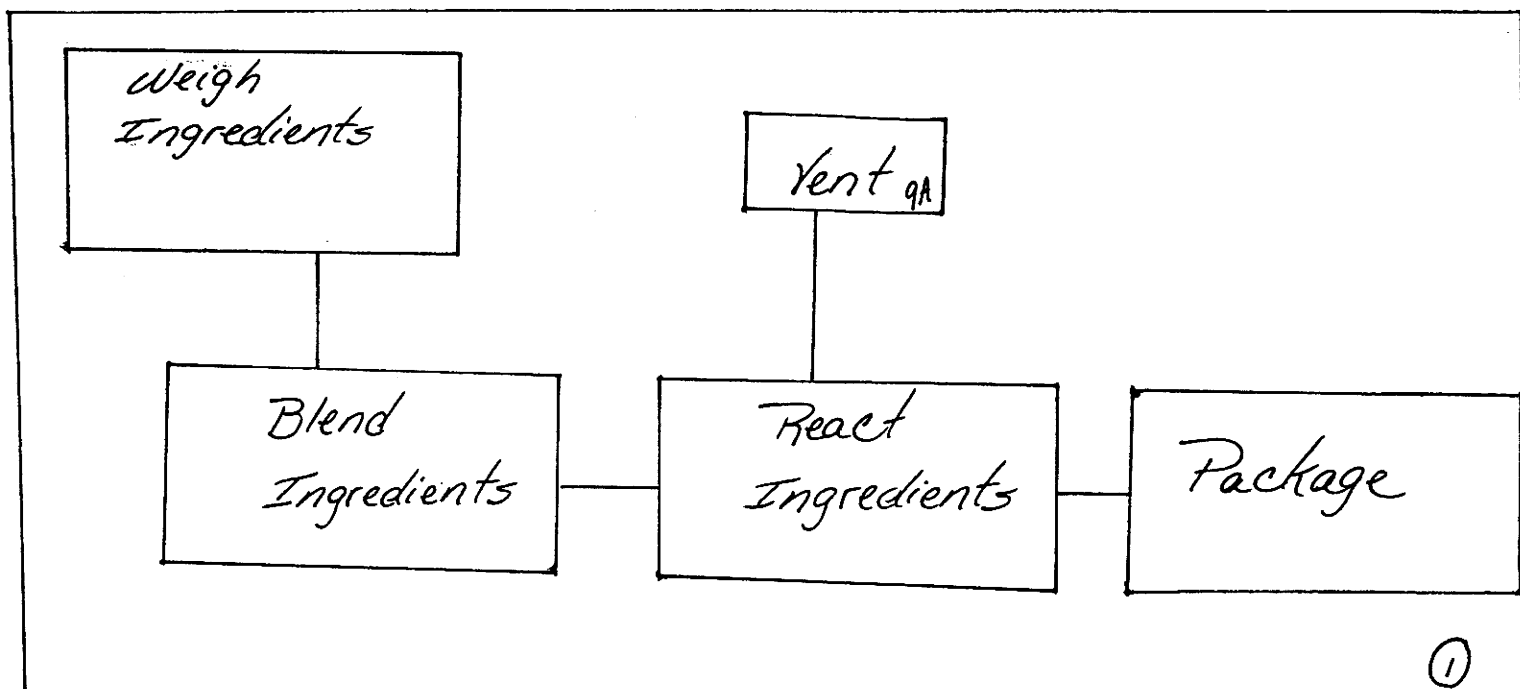 Weigh
Ingredients
Vent 9A
Blend
Ingredients
React
Ingredients
Package
1